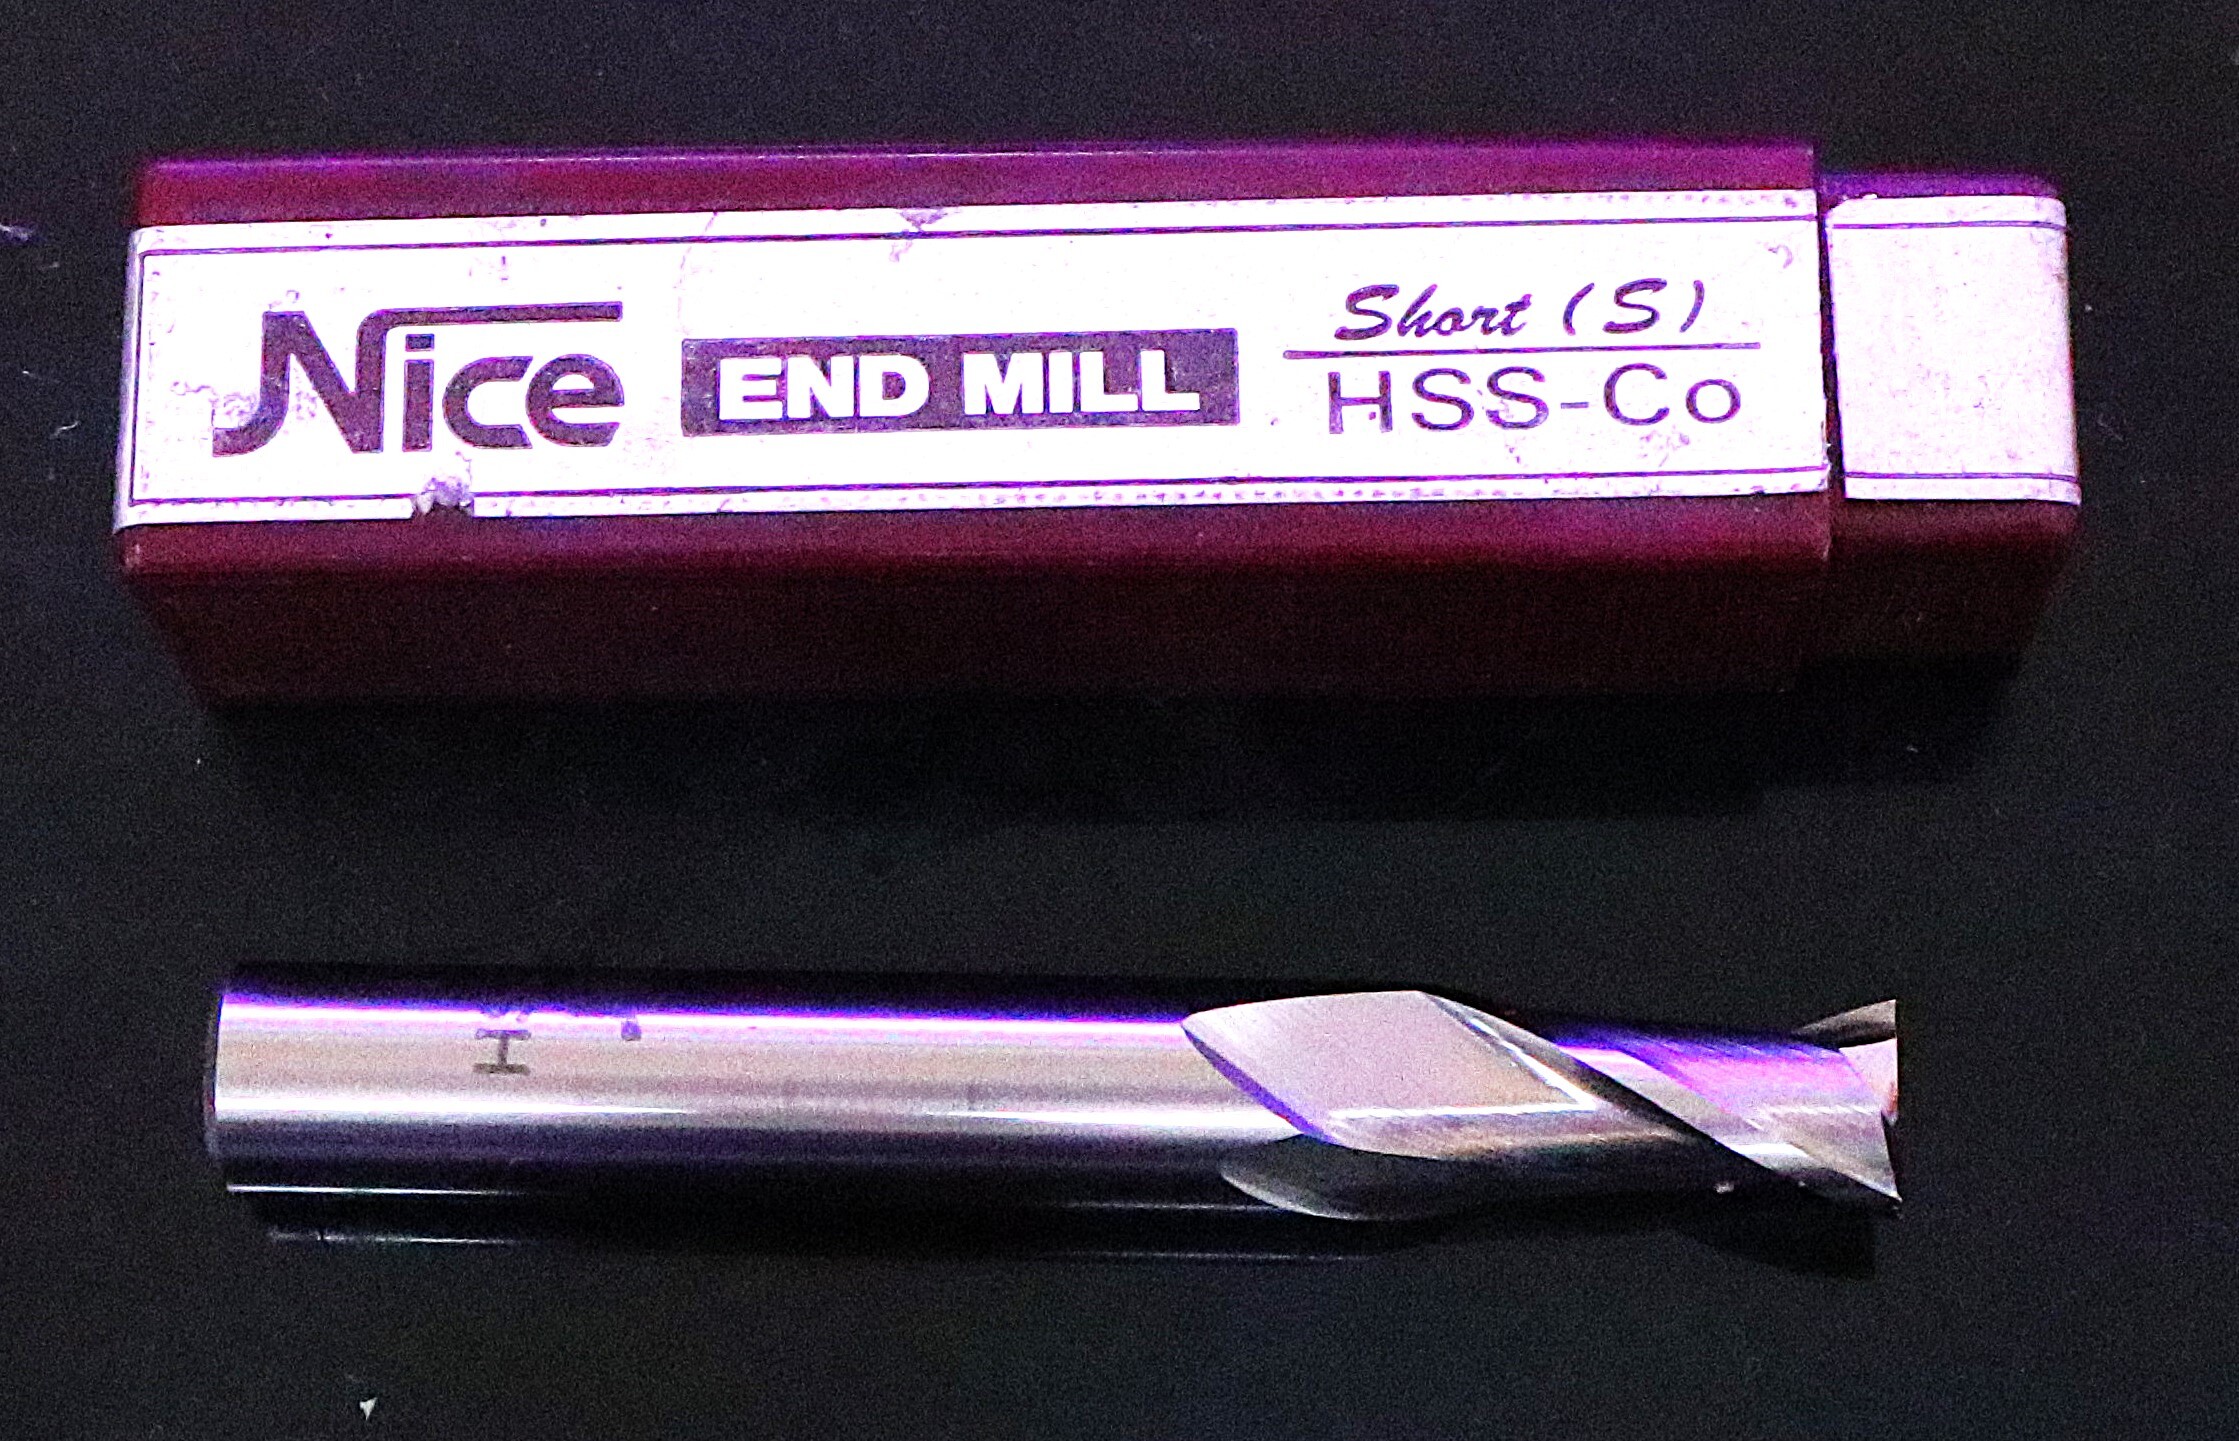 Nice END MILL Short (S)
HSS-Co
H